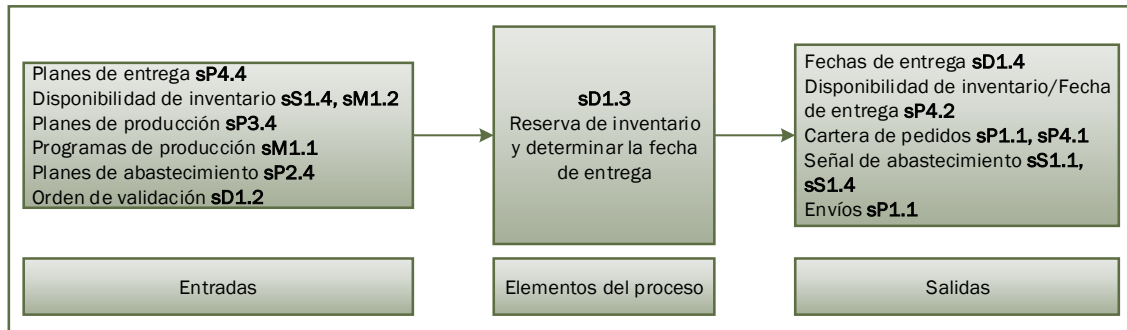 Planes de entrega sP4.4
Disponibilidad de inventario sS1.4, sM1.2
Planes de producción sP3.4
Programas de producción sM1.1
Planes de abastecimiento sP2.4
Orden de validación sD1.2
sD1.3
Reserva de inventario
y determinar la fecha
de entrega
Fechas de entrega sD1.4
Disponibilidad de inventario/Fecha
de entrega sP4.2
Cartera de pedidos sP1.1, sP4.1
Señal de abastecimiento sS1.1,
sS1.4
Envíos sP1.1
Entradas
Elementos del proceso
Salidas